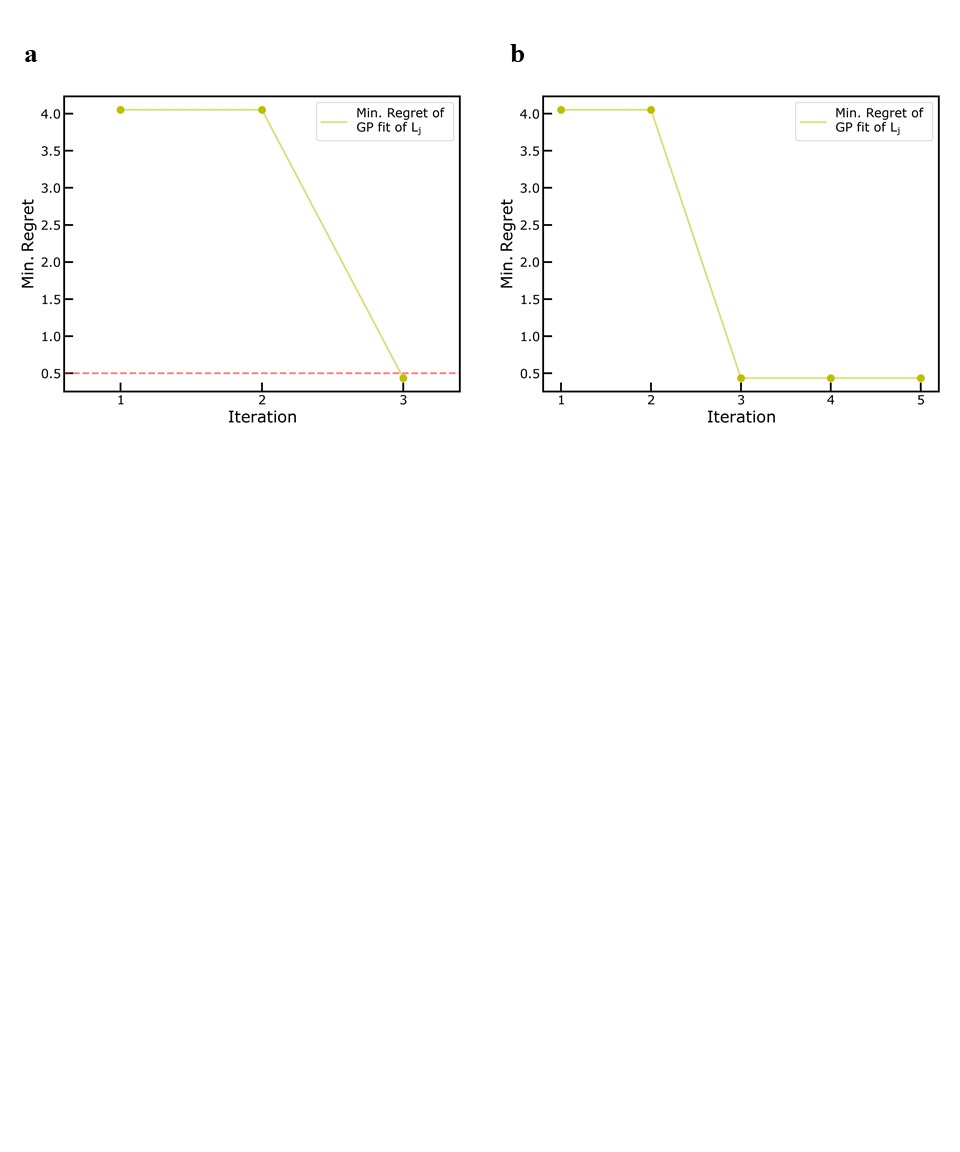 a
4.0
3.5
3.0
2.5
2.0
1.5
1.0
0.5
Min. Regret
Min. Regret of
GP fit of Lⱼ
1 2 3
Iteration
b
4.0
3.5
3.0
2.5
2.0
1.5
1.0
0.5
Min. Regret
Min. Regret of
GP fit of Lⱼ
1 2 3 4 5
Iteration